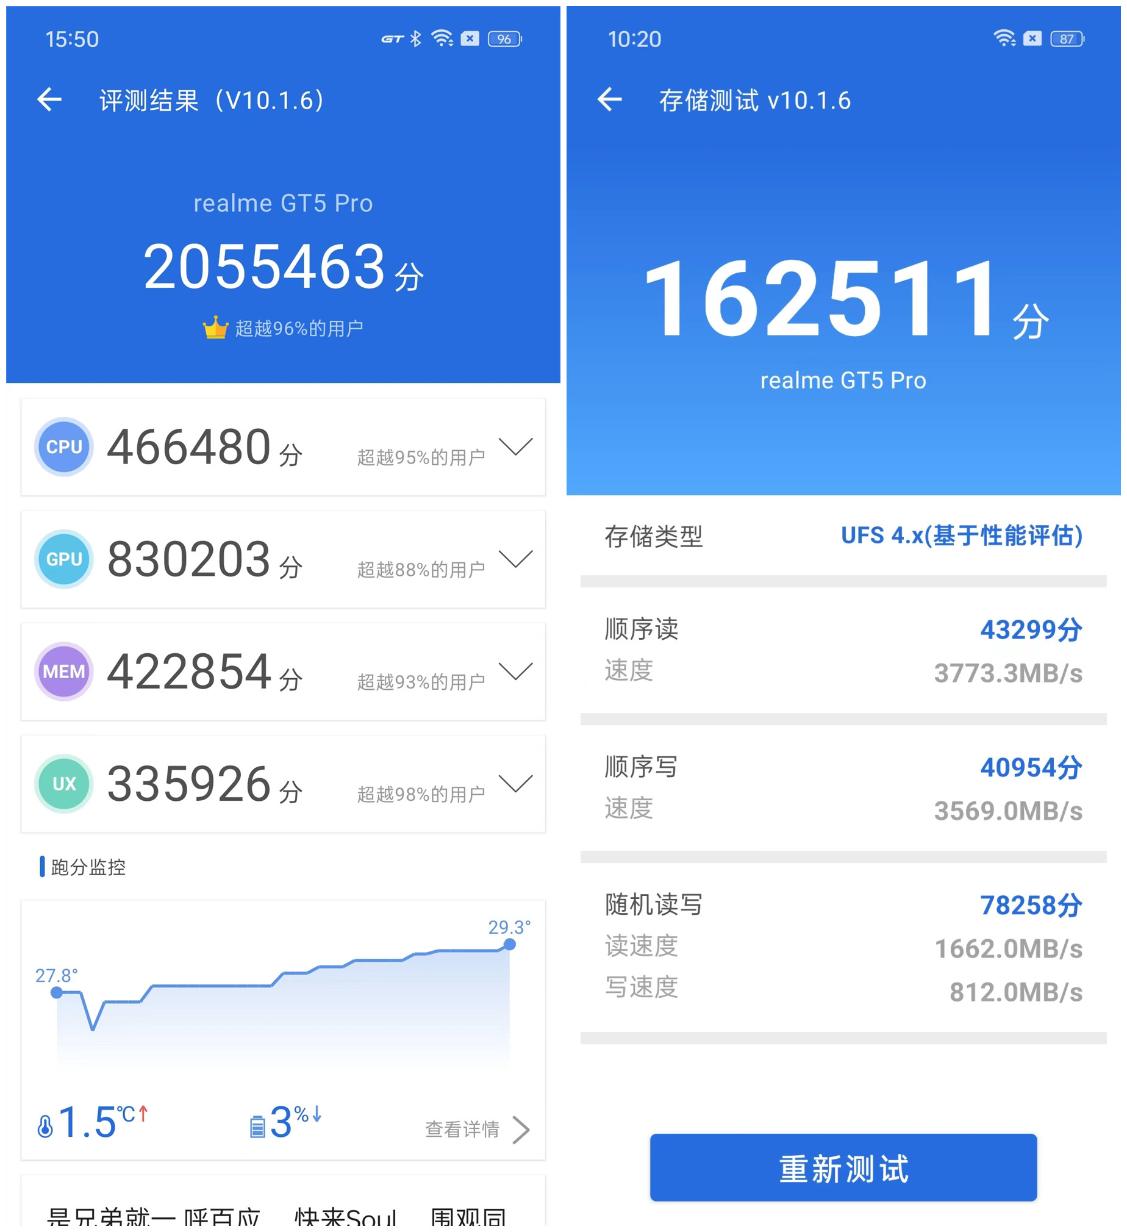 15:50
GT
96
评测结果（V10.1.6）
realme GT5 Pro
2055463分
超越96%的用户
CPU 466480分 超越95%的用户
GPU 830203分 超越88%的用户
MEM 422854分 超越93%的用户
UX 335926分 超越98%的用户
跑分监控
29.3°
27.8°
1.5℃↑ 3%↓ 查看详情
是兄弟就一 呼百应 快来Soul 围观同
10:20
87
存储测试 v10.1.6
162511分
realme GT5 Pro
存储类型 UFS 4.x(基于性能评估)
顺序读 43299分
速度 3773.3MB/s
顺序写 40954分
速度 3569.0MB/s
随机读写 78258分
读速度 1662.0MB/s
写速度 812.0MB/s
重新测试